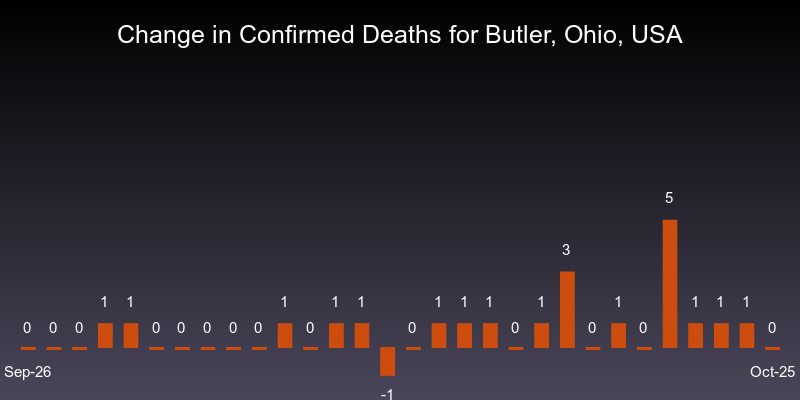 Change in Confirmed Deaths for Butler, Ohio, USA
5
3
1 1 1 1 1 1 1 1 1 1 1 1 1
0 0 0 0 0 0 0 0 0 0 0 0 0 0
Sep-26 Oct-25
-1